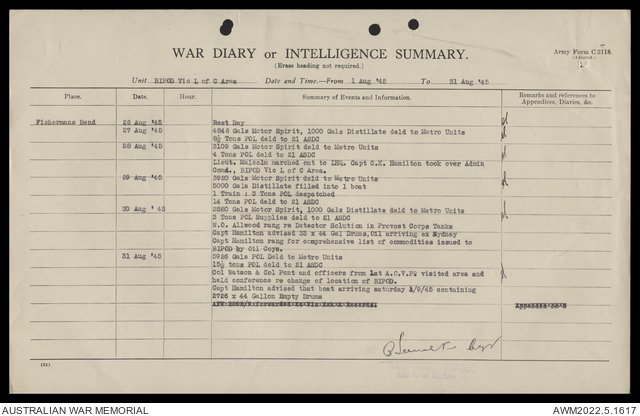 WAR DIARY or INTELLIGENCE SUMMARY.
(Erase heading not required.)
Army Form C.2118.
Unit BIPOD Vic L of C Area Date and Time.—From 1 Aug '45 To 31 Aug '45
Place. Date. Hour. Summary of Events and Information. Remarks and references to
Appendices, Diaries, &c.
Fishermans Bend 26 Aug '45 Rest Day
27 Aug '45 4846 Gals Motor Spirit, 1000 Gals Distillate deld to Metro Units
8½ Tons POL deld to 21 ASDC
28 Aug '45 3109 Gals Motor Spirit deld to Metro Units
4 Tons POL deld to 21 ASDC
Lieut. Malcolm marched out to LHQ. Capt C.E. Hamilton took over Admin
Comd., BIPOD Vic L of C Area.
29 Aug '45 3920 Gals Motor Spirit deld to Metro Units
5000 Gals Distillate filled into 1 boat
1 Train : 3 Tons POL despatched
14 Tons POL deld to 21 ASDC
30 Aug '45 2580 Gals Motor Spirit, 1000 Gals Distillate deld to Metro Units
3 Tons POL Supplies deld to 21 ASDC
W.O. Allwood rang re Detector Solution in Provost Corps Tanks
Capt Hamilton advised 33 x 44 Gal Drums, Oil arriving ex Sydney
Capt Hamilton rang for comprehensive list of commodities issued to
BIPOD by Oil Coys.
31 Aug '45 5926 Gals POL Deld to Metro Units
15½ tons POL deld to 21 ASDC
Col Watson & Col Pont and officers from 1st A.O.V.P2 visited area and
held conference re change of location of BIPOD.
Capt Hamilton advised that boat arriving saturday /9/45 containing
2726 x 44 Gallon Empty Drums
AUSTRALIAN WAR MEMORIAL
AWM2022.5.1617